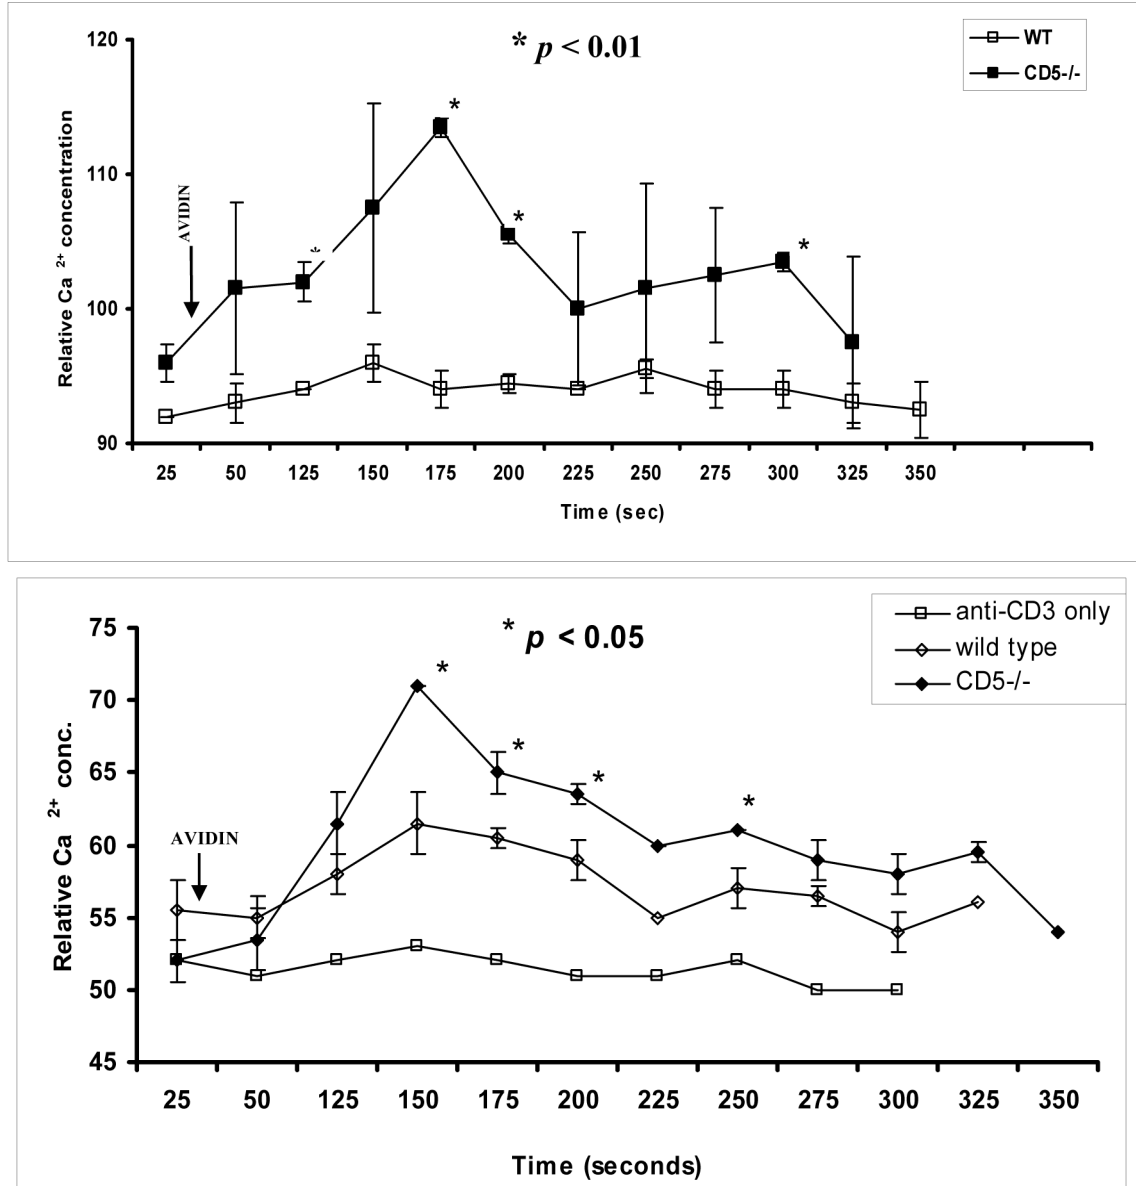 * p < 0.01
WT
CD5-/-
120
110
100
90
Relative Ca 2+ concentration
AVIDIN
*
*
*
*
25 50 125 150 175 200 225 250 275 300 325 350
Time (sec)
* p < 0.05
anti-CD3 only
wild type
CD5-/-
75
70
65
60
55
50
45
Relative Ca 2+ conc.
AVIDIN
*
*
*
*
25 50 125 150 175 200 225 250 275 300 325 350
Time (seconds)